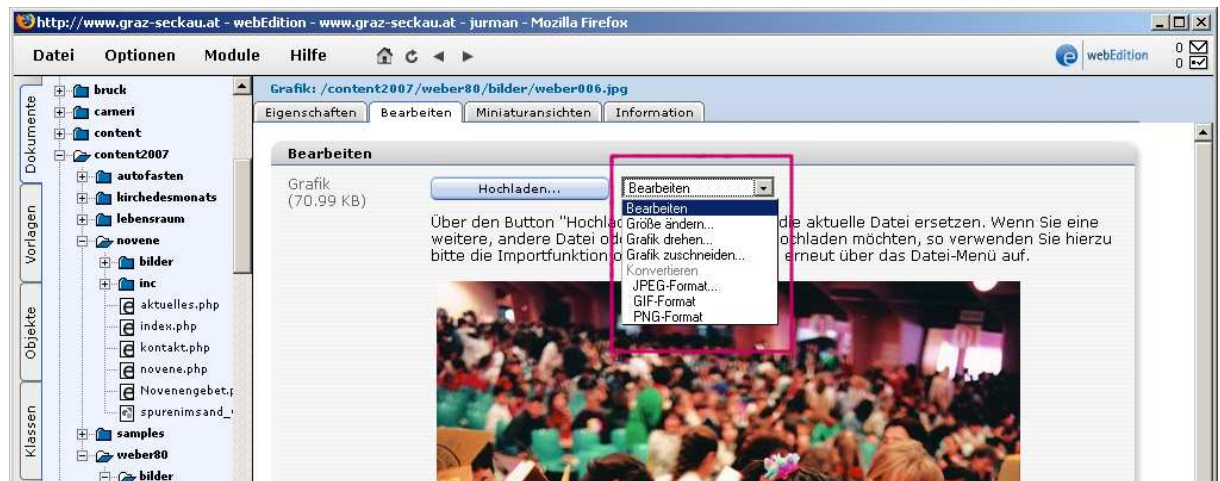 http://www.graz-seckau.at - webEdition - www.graz-seckau.at - jurman - Mozilla Firefox
Datei Optionen Module Hilfe
webEdition
0
0
Dokumente
Vorlagen
Objekte
Klassen
bruck
carneri
content
content2007
autofasten
kirchedesmonats
lebensraum
novene
bilder
inc
aktuelles.php
index.php
kontakt.php
novene.php
Novenengebet.p
spurenimsand_
samples
weber80
bilder
Grafik: /content2007/weber80/bilder/weber006.jpg
Eigenschaften Bearbeiten Miniaturansichten Information
Bearbeiten
Grafik
(70.99 KB)
Hochladen...
Bearbeiten
Bearbeiten
Größe ändern...
Grafik drehen...
Grafik zuschneiden...
Konvertieren
JPEG-Format...
GIF-Format
PNG-Format
Über den Button "Hochla die aktuelle Datei ersetzen. Wenn Sie eine
weitere, andere Datei od ochladen möchten, so verwenden Sie hierzu
bitte die Importfunktion o erneut über das Datei-Menü auf.